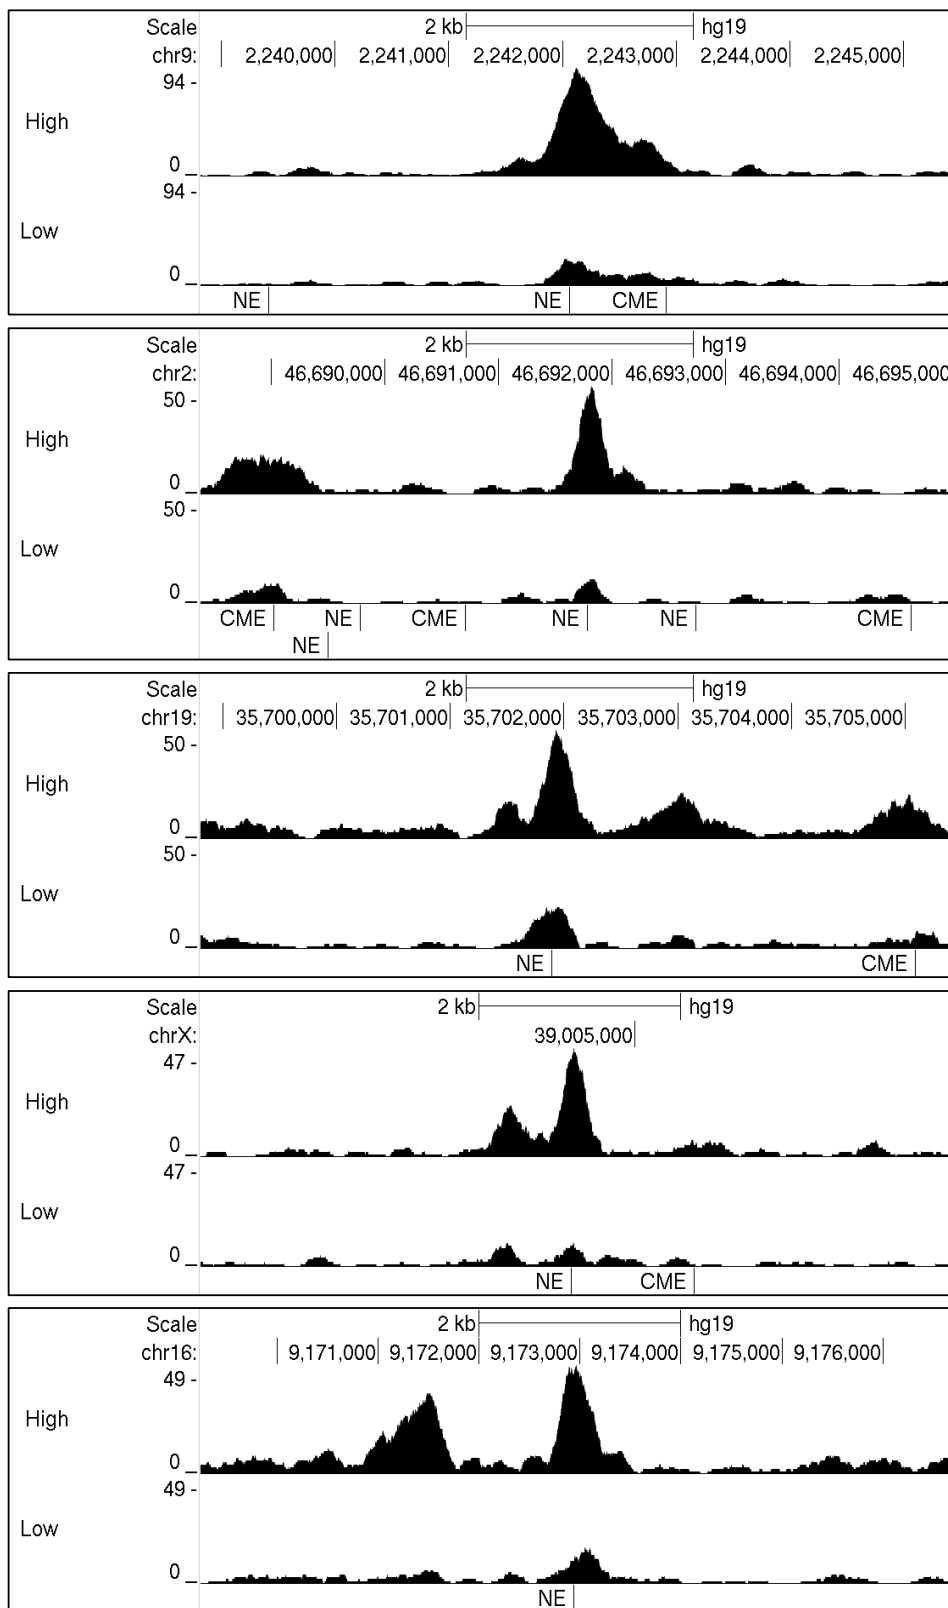 Scale 2 kb hg19
chr9: 2,240,000 2,241,000 2,242,000 2,243,000 2,244,000 2,245,000
94 -
High
0 _
94 -
Low
0 _
NE NE CME
Scale 2 kb hg19
chr2: 46,690,000 46,691,000 46,692,000 46,693,000 46,694,000 46,695,000
50 -
High
0 _
50 -
Low
0 _
CME NE CME NE NE CME
NE
Scale 2 kb hg19
chr19: 35,700,000 35,701,000 35,702,000 35,703,000 35,704,000 35,705,000
50 -
High
0 _
50 -
Low
0 _
NE CME
Scale 2 kb hg19
chrX: 39,005,000
47 -
High
0 _
47 -
Low
0 _
NE CME
Scale 2 kb hg19
chr16: 9,171,000 9,172,000 9,173,000 9,174,000 9,175,000 9,176,000
49 -
High
0 _
49 -
Low
0 _
NE